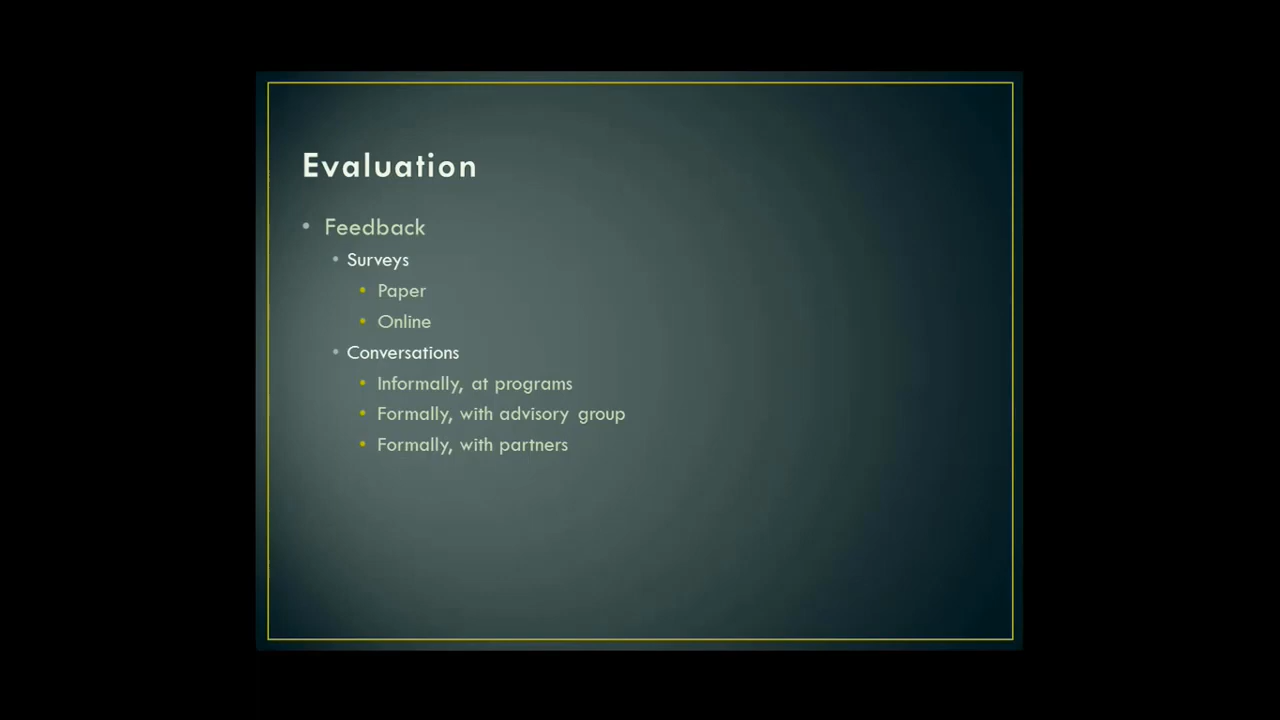 Evaluation
• Feedback
• Surveys
• Paper
• Online
• Conversations
• Informally, at programs
• Formally, with advisory group
• Formally, with partners